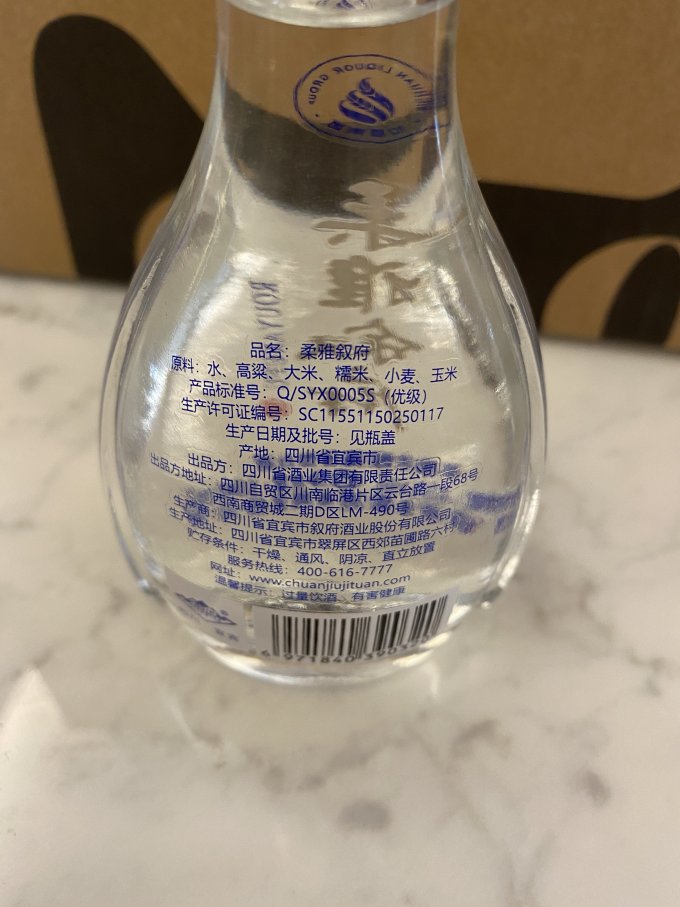 品名：柔雅叙府
原料：水、高粱、大米、糯米、小麦、玉米
产品标准号：Q/SYX0005S（优级）
生产许可证编号：SC11551150250117
生产日期及批号：见瓶盖
产地：四川省宜宾市
出品方：四川省酒业集团有限责任公司
出品方地址：四川自贸区川南临港片区云台路一段68号
西南商贸城二期D区LM-490号
生产商：四川省宜宾市叙府酒业股份有限公司
生产地址：四川省宜宾市翠屏区西郊苗圃路六村
贮存条件：干燥、通风、阴凉、直立放置
服务热线：400-616-7777
网址：www.chuanjiujituan.com
温馨提示：过量饮酒、有害健康